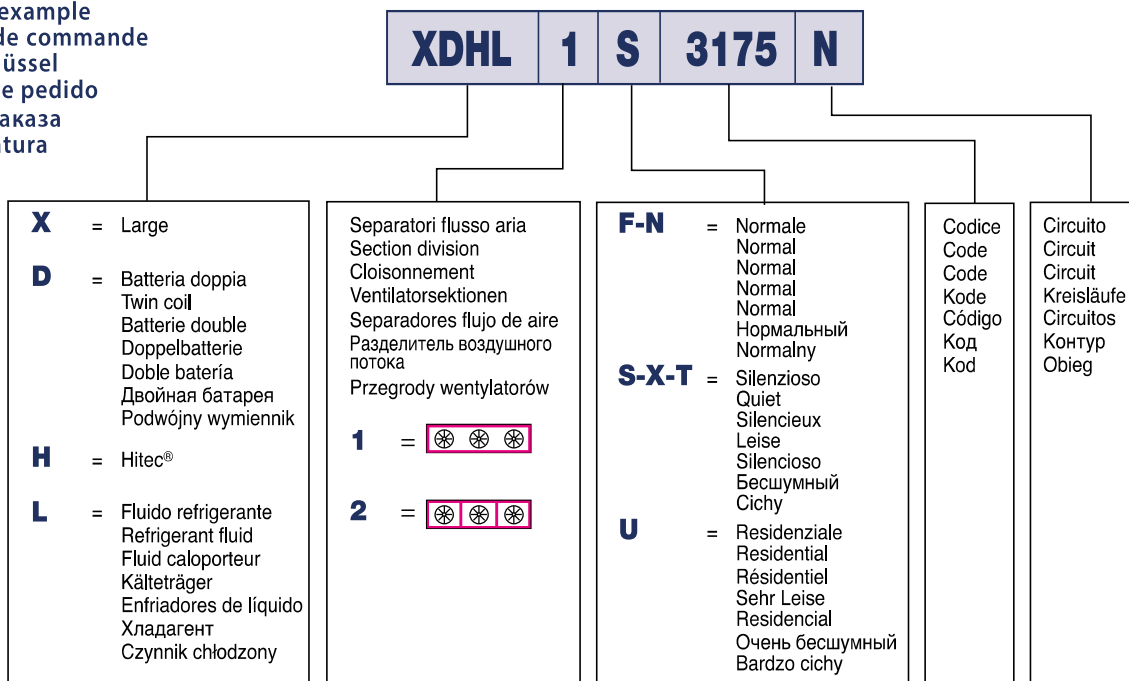 example
de commande
üssel
e pedido
аказа
tura
XDHL 1 S 3175 N
X = Large
D = Batteria doppia
Twin coil
Batterie double
Doppelbatterie
Doble batería
Двойная батарея
Podwójny wymiennik
H = Hitec®
L = Fluido refrigerante
Refrigerant fluid
Fluid caloporteur
Kälteträger
Enfriadores de líquido
Хладагент
Czynnik chłodzony
Separatori flusso aria
Section division
Cloisonnement
Ventilatorsektionen
Separadores flujo de aire
Разделитель воздушного
потока
Przegrody wentylatorów
1 =
2 =
F-N = Normale
Normal
Normal
Normal
Normal
Нормальный
Normalny
S-X-T = Silenzioso
Quiet
Silencieux
Leise
Silencioso
Бесшумный
Cichy
U = Residenziale
Residential
Résidentiel
Sehr Leise
Residencial
Очень бесшумный
Bardzo cichy
Codice
Code
Code
Kode
Código
Код
Kod
Circuito
Circuit
Circuit
Kreisläufe
Circuitos
Контур
Obieg